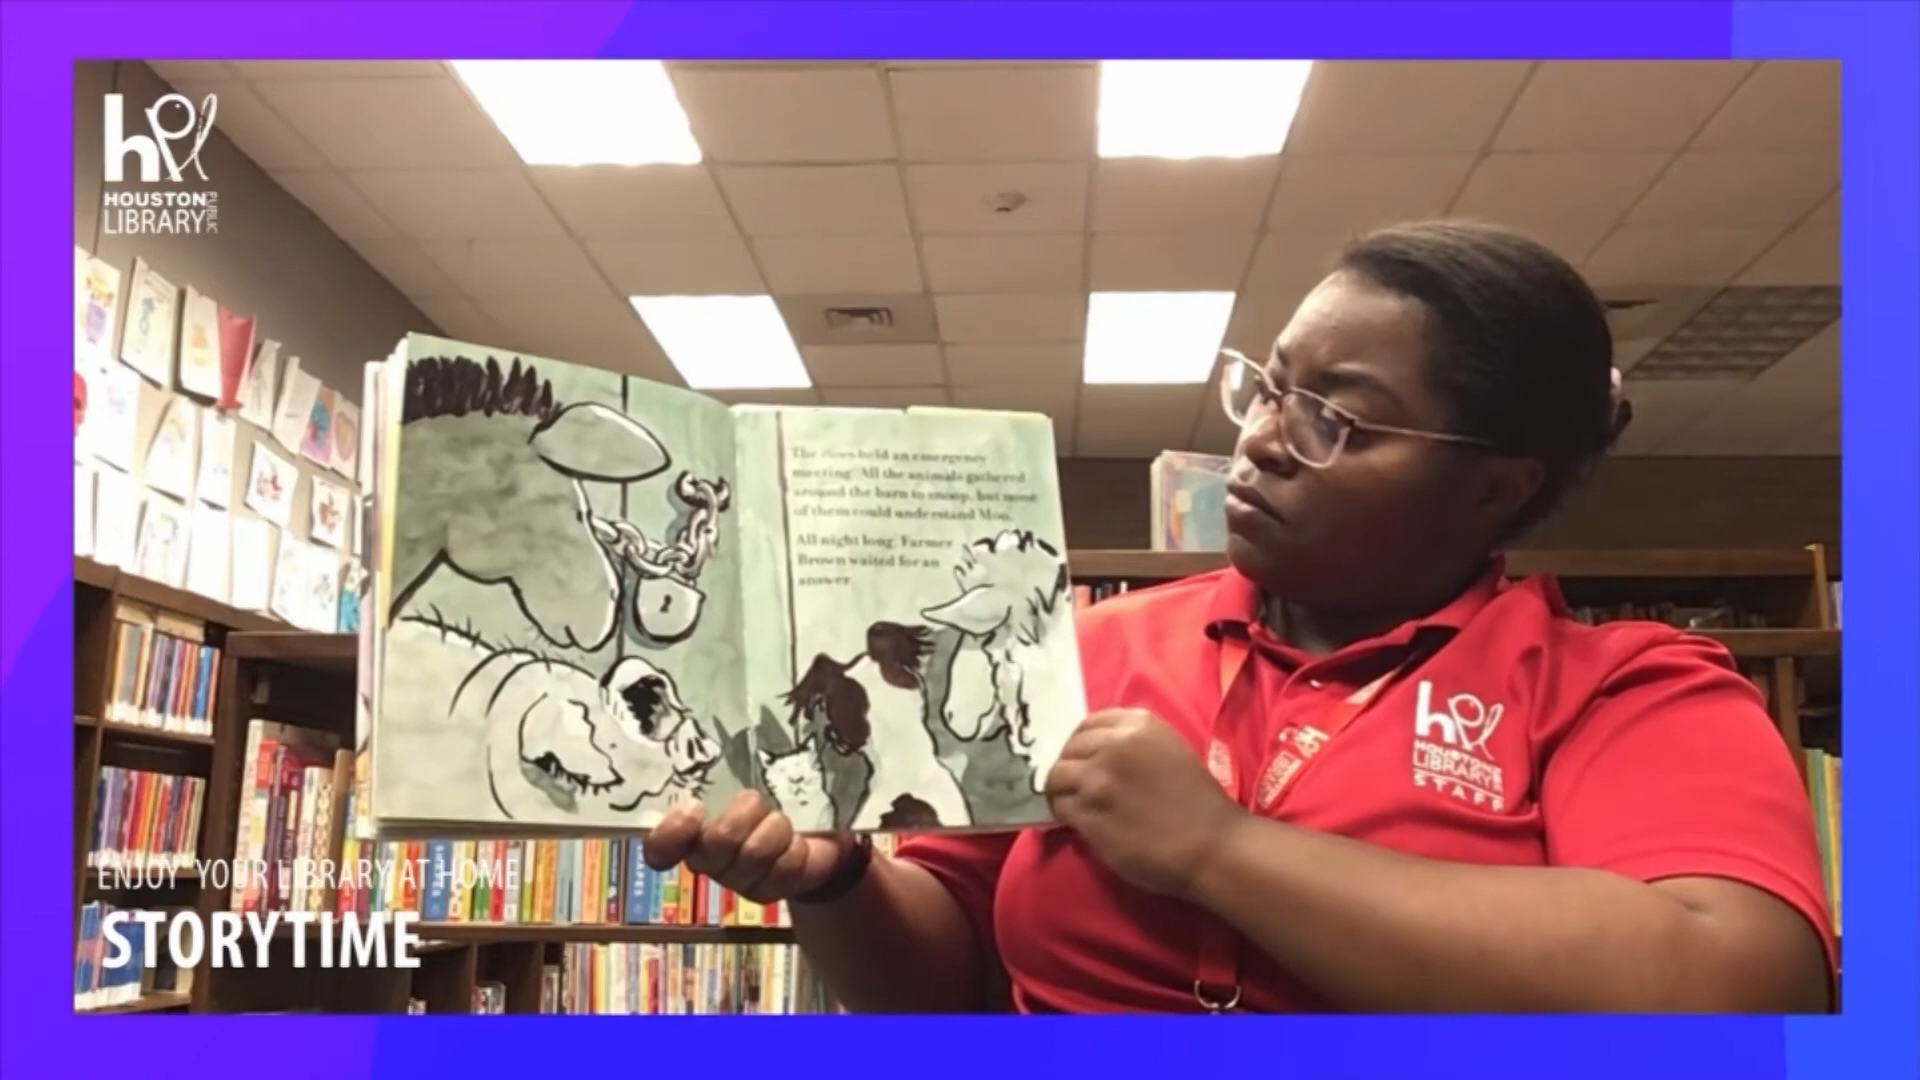 hpl
HOUSTON
LIBRARY
PUBLIC
The cows held an emergency
meeting. All the animals gathered
around the barn to snoop, but none
of them could understand Moo.
All night long, Farmer
Brown waited for an
answer.
hpl
HOUSTON
LIBRARY
STAFF
"ENJOY" YOUR LIBRARY AT HOME
STORYTIME